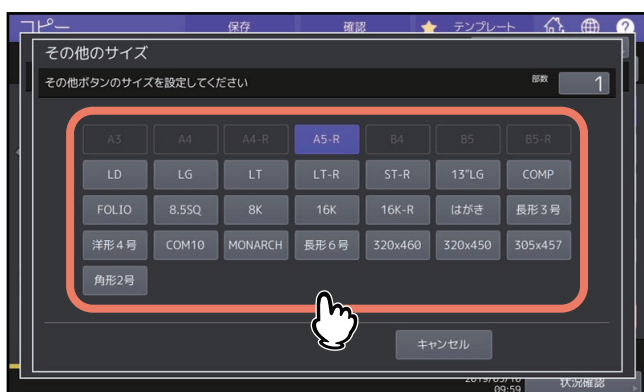 コピー 保存 確認 テンプレート ?
その他のサイズ
その他ボタンのサイズを設定してください 部数 1
A3 A4 A4-R A5-R B4 B5 B5-R
LD LG LT LT-R ST-R 13"LG COMP
FOLIO 8.5SQ 8K 16K 16K-R はがき 長形3号
洋形4号 COM10 MONARCH 長形6号 320x460 320x450 305x457
角形2号
キャンセル
09:59 状況確認